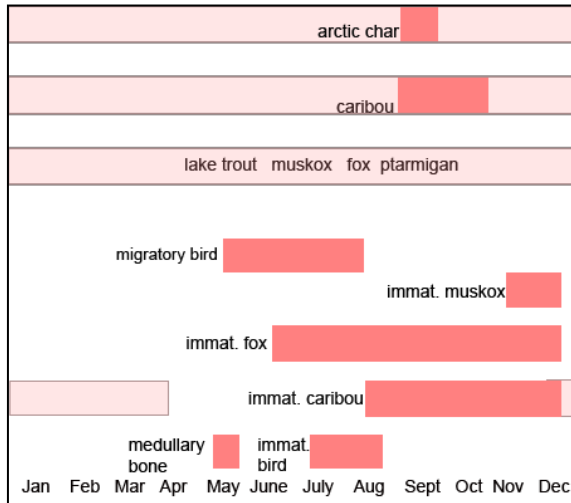 arctic char
caribou
lake trout muskox fox ptarmigan
migratory bird
immat. muskox
immat. fox
immat. caribou
medullary immat.
bone bird
Jan Feb Mar Apr May June July Aug Sept Oct Nov Dec